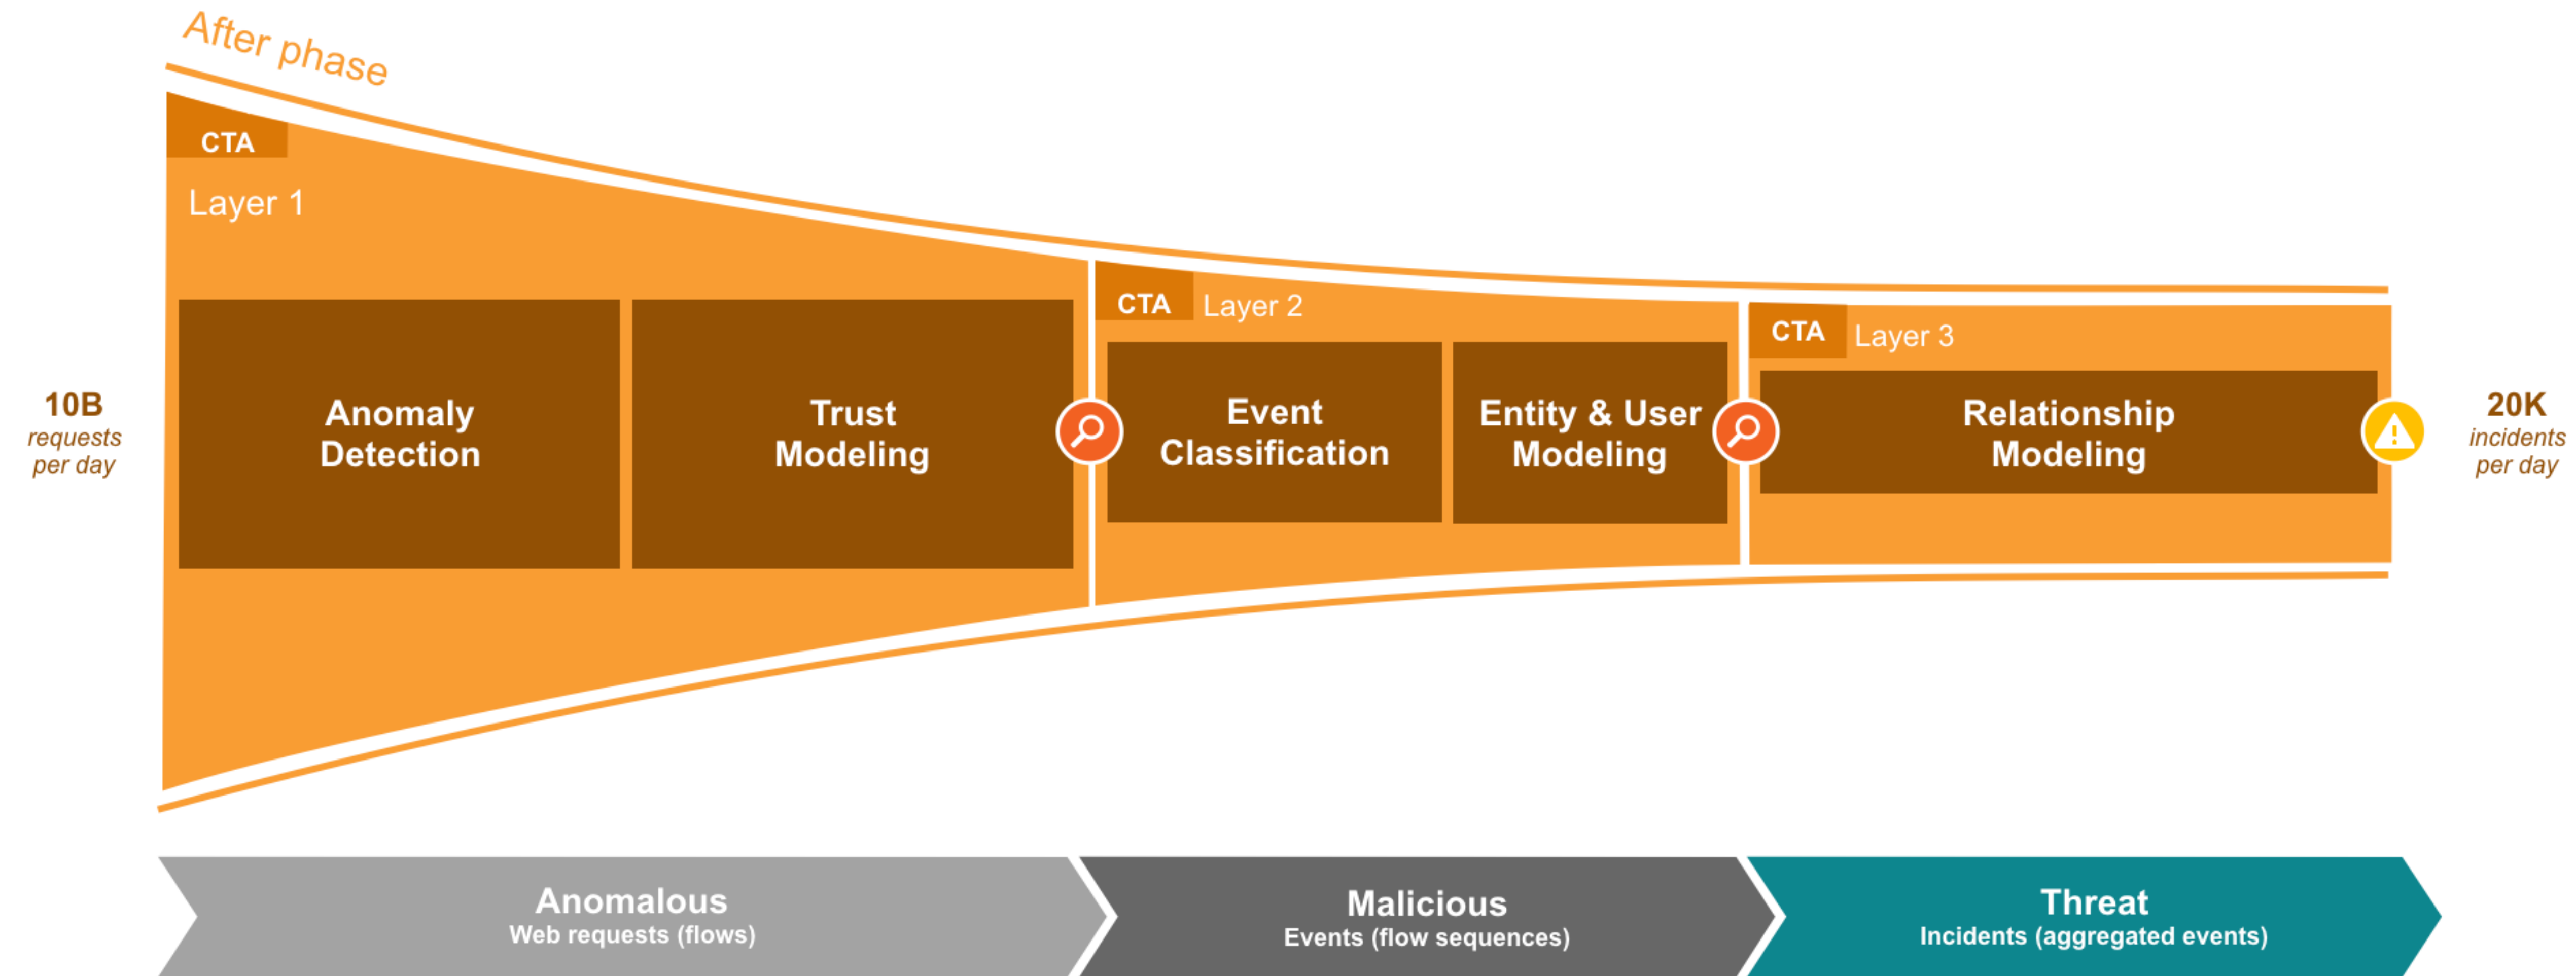 After phase
CTA
Layer 1
CTA
Layer 2
CTA
Layer 3
10B
requests
per day
Anomaly
Detection
Trust
Modeling
Event
Classification
Entity & User
Modeling
Relationship
Modeling
20K
incidents
per day
Anomalous
Web requests (flows)
Malicious
Events (flow sequences)
Threat
Incidents (aggregated events)